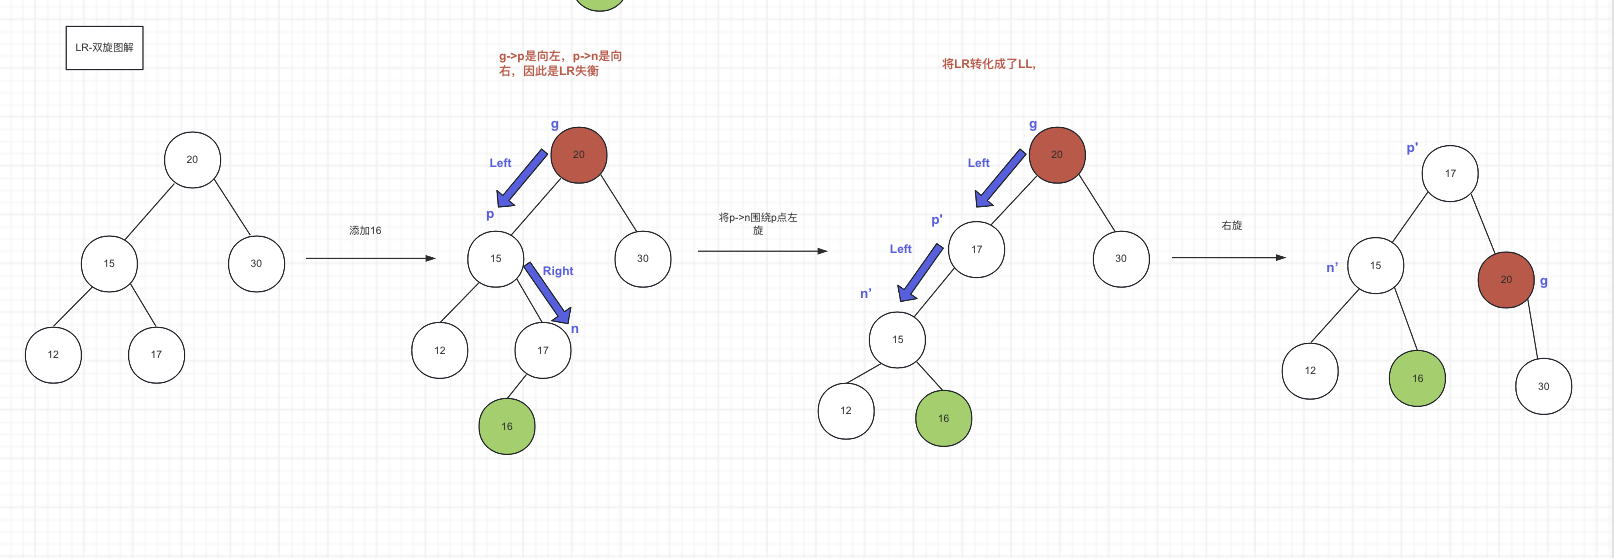 LR-双旋图解
g->p是向左，p->n是向
右，因此是LR失衡
将LR转化成了LL,
20
15
30
12
17
添加16
g
20
Left
p
15
30
Right
n
12
17
16
将p->n围绕p点左
旋
g
20
Left
p'
17
30
Left
n’
15
12
16
右旋
p'
17
n’
15
20
g
12
16
30